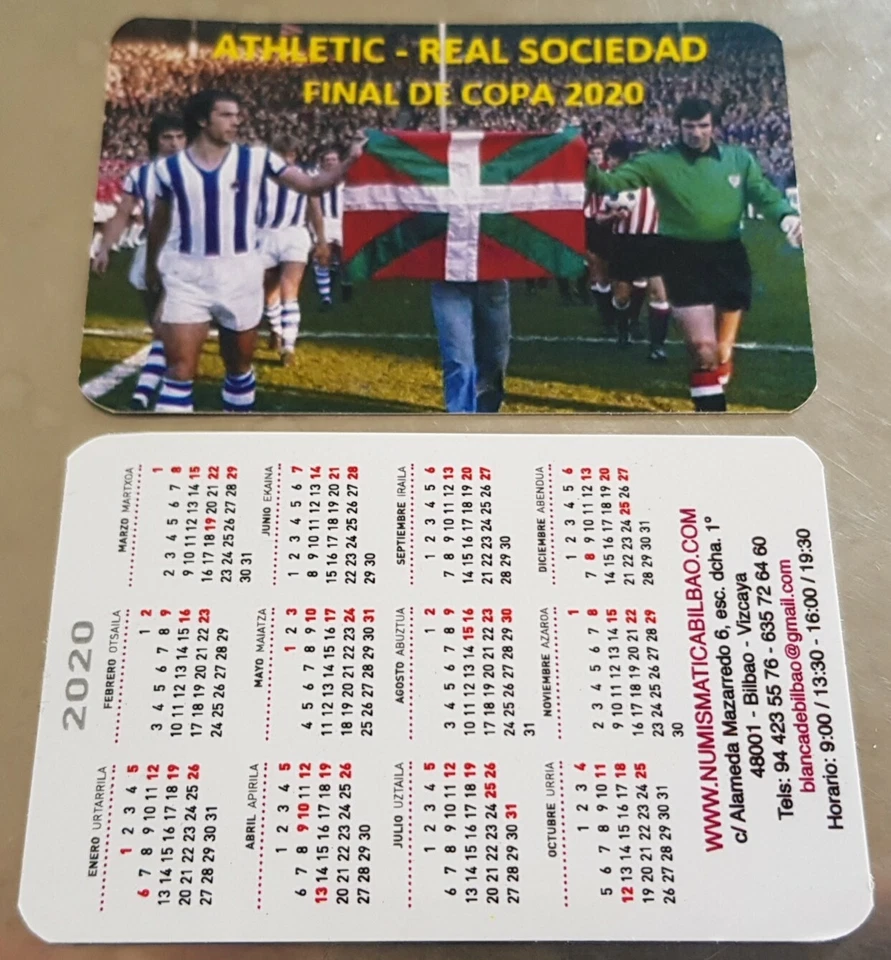 ATHLETIC - REAL SOCIEDAD
FINAL DE COPA 2020
2020
ENERO URTARRILA
1 2 3 4 5
6 7 8 9 10 11 12
13 14 15 16 17 18 19
20 21 22 23 24 25 26
27 28 29 30 31
FEBRERO OTSAILA
1 2
3 4 5 6 7 8 9
10 11 12 13 14 15 16
17 18 19 20 21 22 23
24 25 26 27 28 29
MARZO MARTXOA
1
2 3 4 5 6 7 8
9 10 11 12 13 14 15
16 17 18 19 20 21 22
23 24 25 26 27 28 29
30 31
ABRIL APIRILA
1 2 3 4 5
6 7 8 9 10 11 12
13 14 15 16 17 18 19
20 21 22 23 24 25 26
27 28 29 30
MAYO MAIATZA
1 2 3
4 5 6 7 8 9 10
11 12 13 14 15 16 17
18 19 20 21 22 23 24
25 26 27 28 29 30 31
JUNIO EKAINA
1 2 3 4 5 6 7
8 9 10 11 12 13 14
15 16 17 18 19 20 21
22 23 24 25 26 27 28
29 30
JULIO UZTAILA
1 2 3 4 5
6 7 8 9 10 11 12
13 14 15 16 17 18 19
20 21 22 23 24 25 26
27 28 29 30 31
AGOSTO ABUZTUA
1 2
3 4 5 6 7 8 9
10 11 12 13 14 15 16
17 18 19 20 21 22 23
24 25 26 27 28 29 30
31
SEPTIEMBRE IRAILA
1 2 3 4 5 6
7 8 9 10 11 12 13
14 15 16 17 18 19 20
21 22 23 24 25 26 27
28 29 30
OCTUBRE URRIA
1 2 3 4
5 6 7 8 9 10 11
12 13 14 15 16 17 18
19 20 21 22 23 24 25
26 27 28 29 30 31
NOVIEMBRE AZAROA
1
2 3 4 5 6 7 8
9 10 11 12 13 14 15
16 17 18 19 20 21 22
23 24 25 26 27 28 29
30
DICIEMBRE ABENDUA
1 2 3 4 5 6
7 8 9 10 11 12 13
14 15 16 17 18 19 20
21 22 23 24 25 26 27
28 29 30 31
WWW.NUMISMATICABILBAO.COM
c/ Alameda Mazarredo 6, esc. dcha. 1º
48001 - Bilbao - Vizcaya
Tels: 94 423 55 76 - 635 72 64 60
blancadebilbao@gmail.com
Horario: 9:00 / 13:30 - 16:00 / 19:30